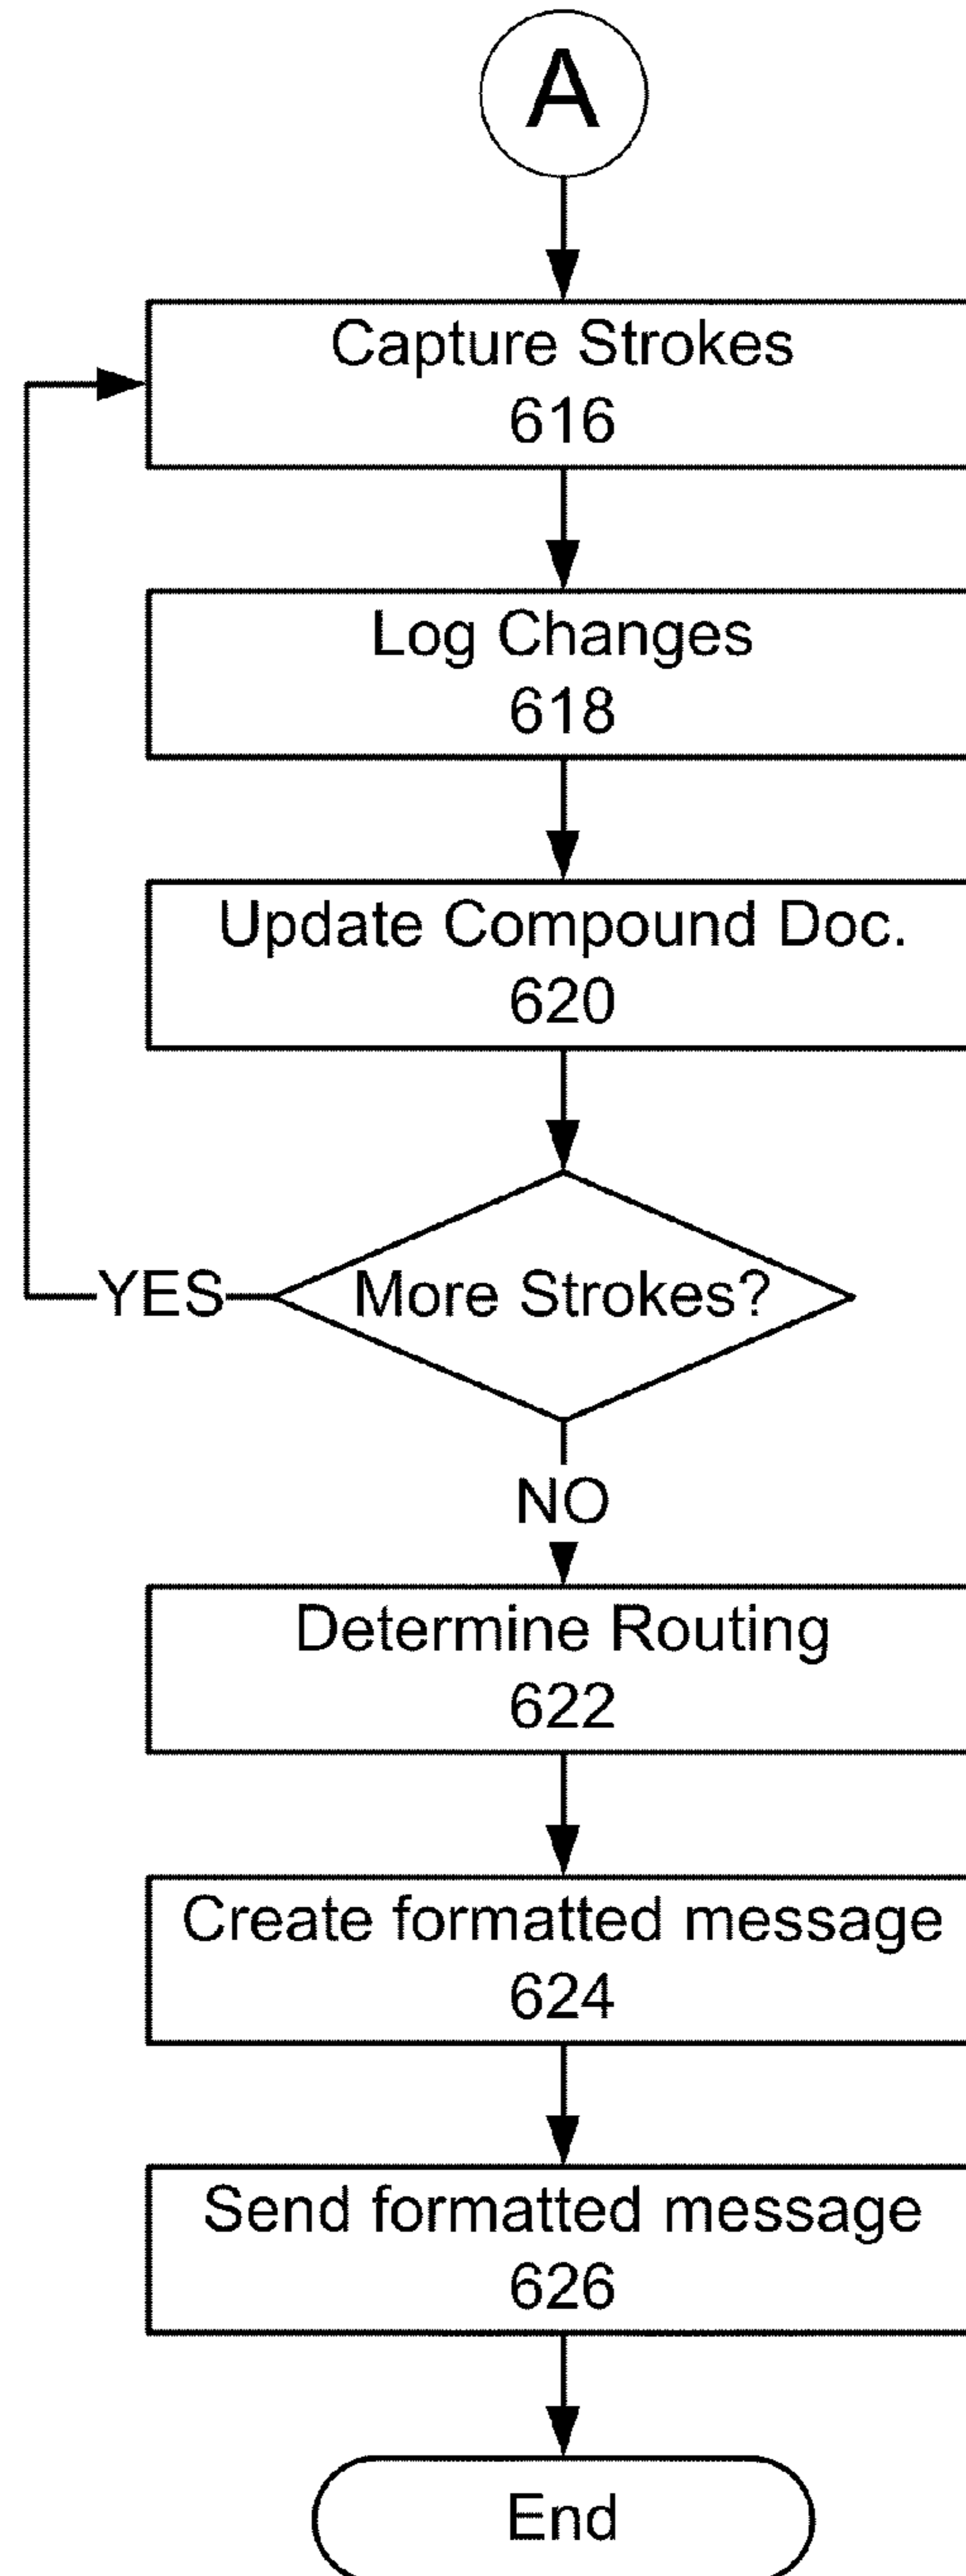 A
Capture Strokes
616
Log Changes
618
Update Compound Doc.
620
More Strokes?
YES
NO
Determine Routing
622
Create formatted message
624
Send formatted message
626
End